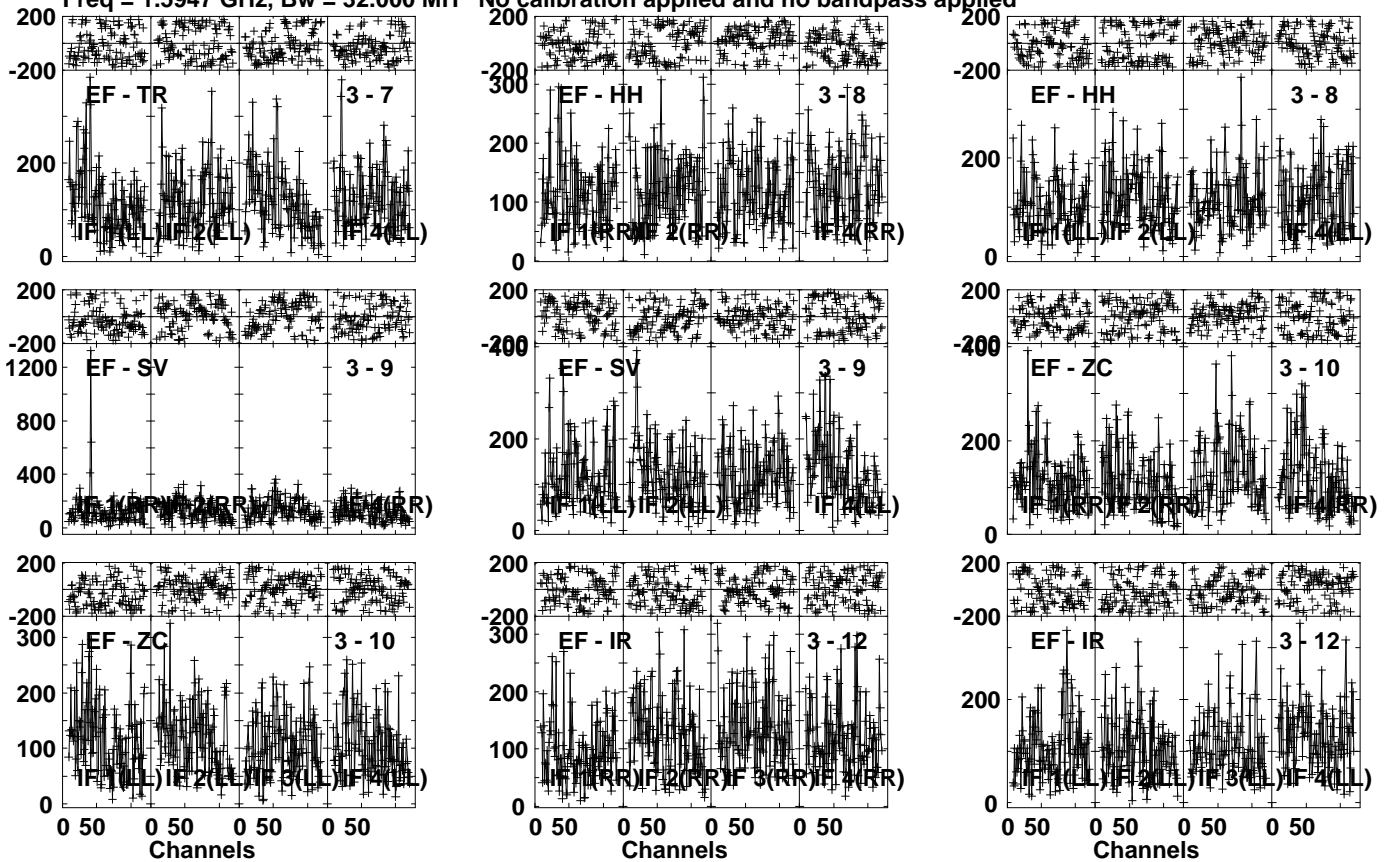 Freq = 1.5947 GHz, Bw = 32.000 MH No calibration applied and no bandpass applied
200
-200
EF - TR 3 - 7
200
0
IF 1(LL) IF 2(LL) IF 4(LL)
200
-200
300
EF - HH 3 - 8
200
100
0
IF 1(RR) IF 2(RR) IF 4(RR)
200
-200
EF - HH 3 - 8
200
0
IF 1(LL) IF 2(LL) IF 4(LL)
200
-200
1200
EF - SV 3 - 9
800
400
0
IF 1(RR) IF 2(RR) IF 4(RR)
200
-200
400
EF - SV 3 - 9
200
0
IF 1(LL) IF 2(LL) IF 4(LL)
200
-200
400
EF - ZC 3 - 10
200
0
IF 1(RR) IF 2(RR) IF 4(RR)
200
-200
300
EF - ZC 3 - 10
200
100
0
IF 1(LL) IF 2(LL) IF 3(LL) IF 4(LL)
0 50 0 50 0 50 0 50
Channels
200
-200
300
EF - IR 3 - 12
200
100
0
IF 1(RR) IF 2(RR) IF 3(RR) IF 4(RR)
0 50 0 50 0 50 0 50
Channels
200
-200
EF - IR 3 - 12
200
0
IF 1(LL) IF 2(LL) IF 3(LL) IF 4(LL)
0 50 0 50 0 50 0 50
Channels